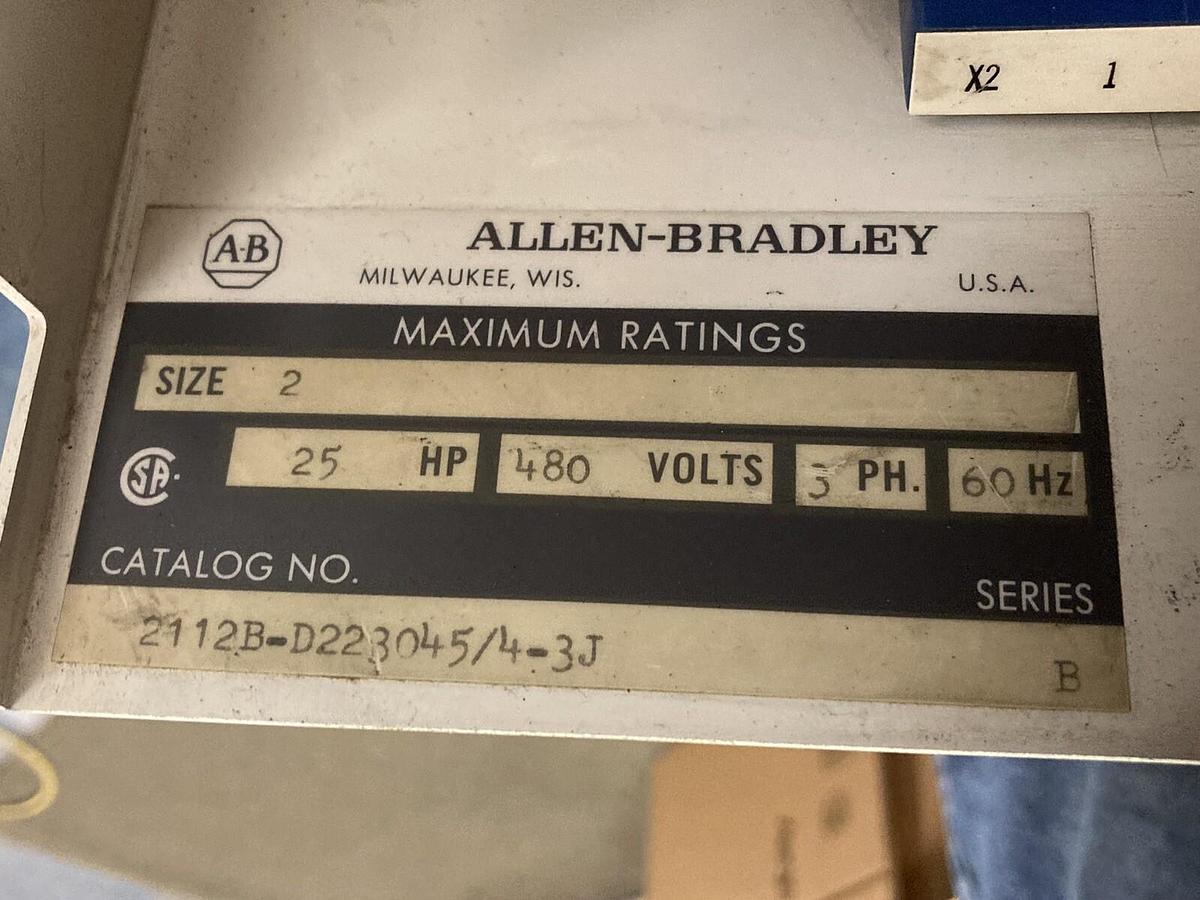 X2 1
A-B
ALLEN-BRADLEY
MILWAUKEE, WIS. U.S.A.
MAXIMUM RATINGS
SIZE 2
SA
25 HP 480 VOLTS 3 PH. 60 Hz
CATALOG NO. SERIES
2112B-D223045/4-3J B